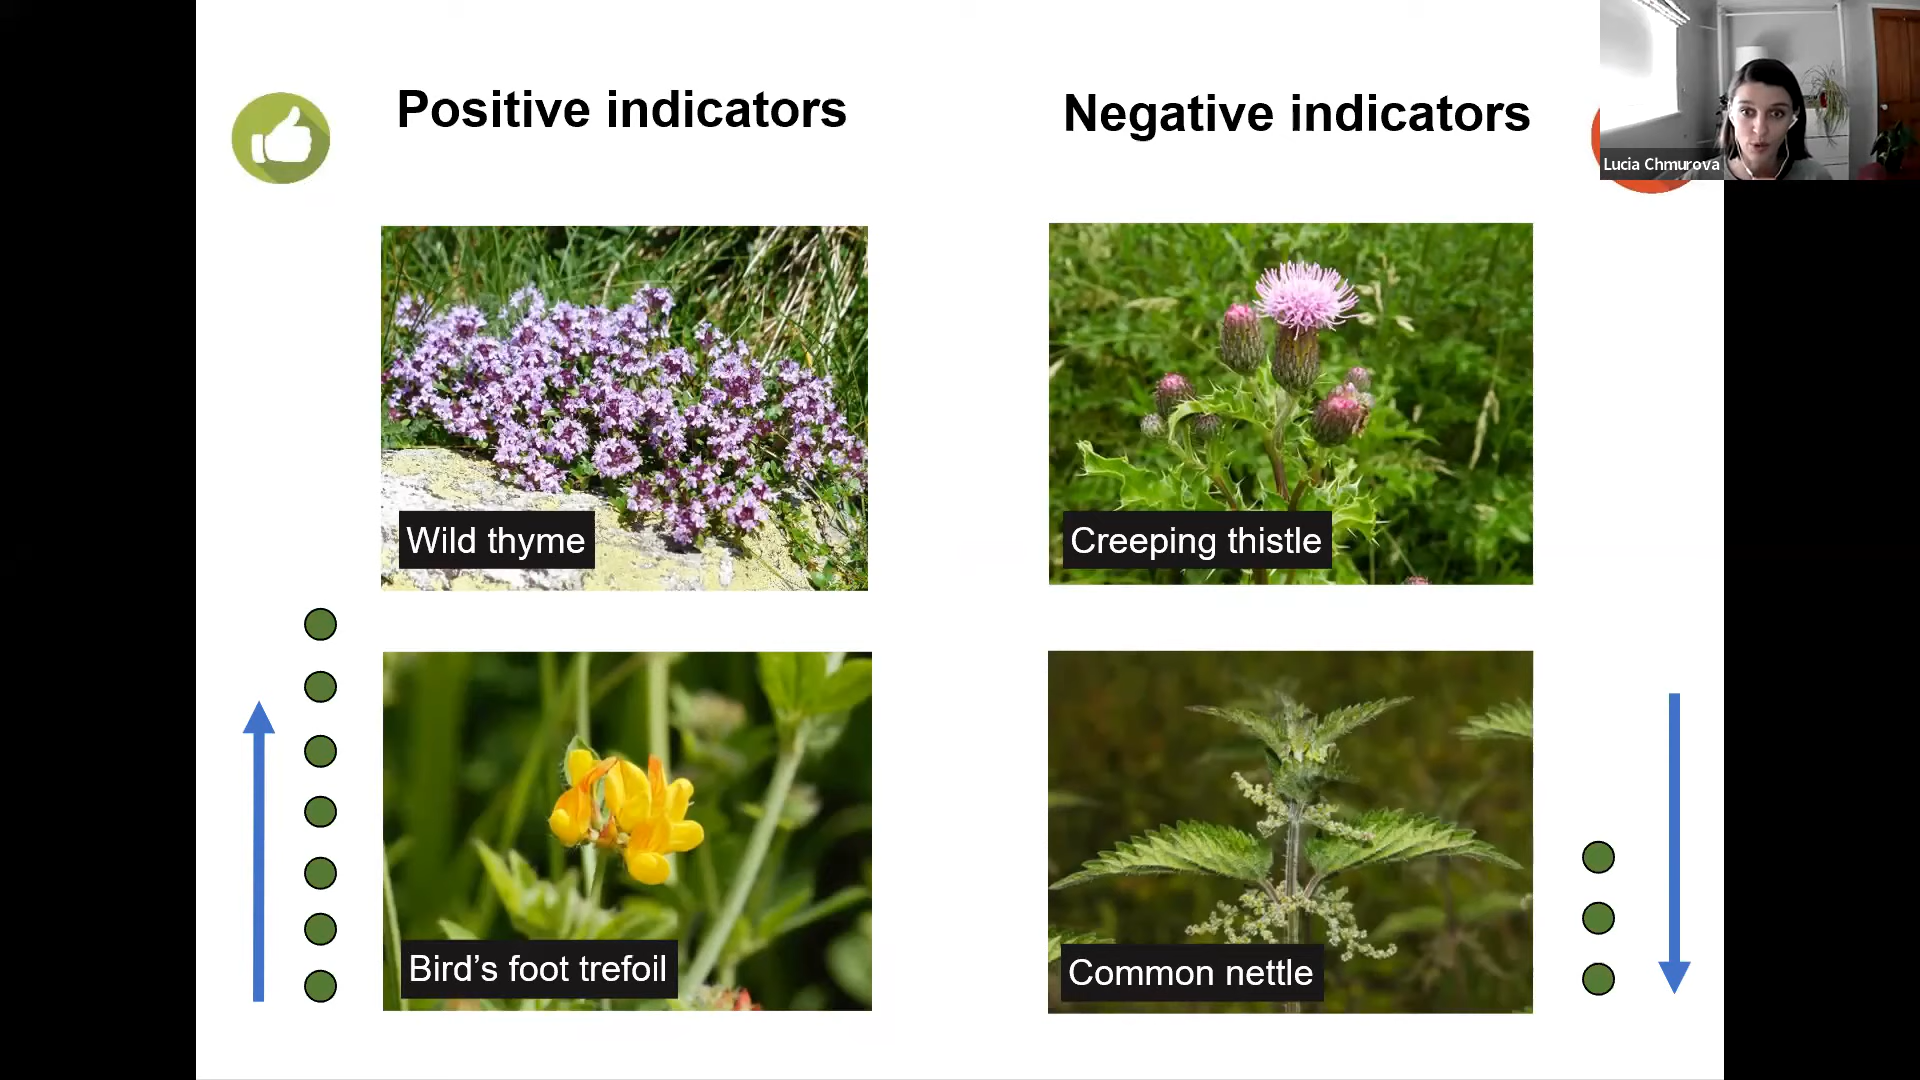 Positive indicators
Negative indicators
Lucia Chmurova
Wild thyme
Creeping thistle
Bird’s foot trefoil
Common nettle